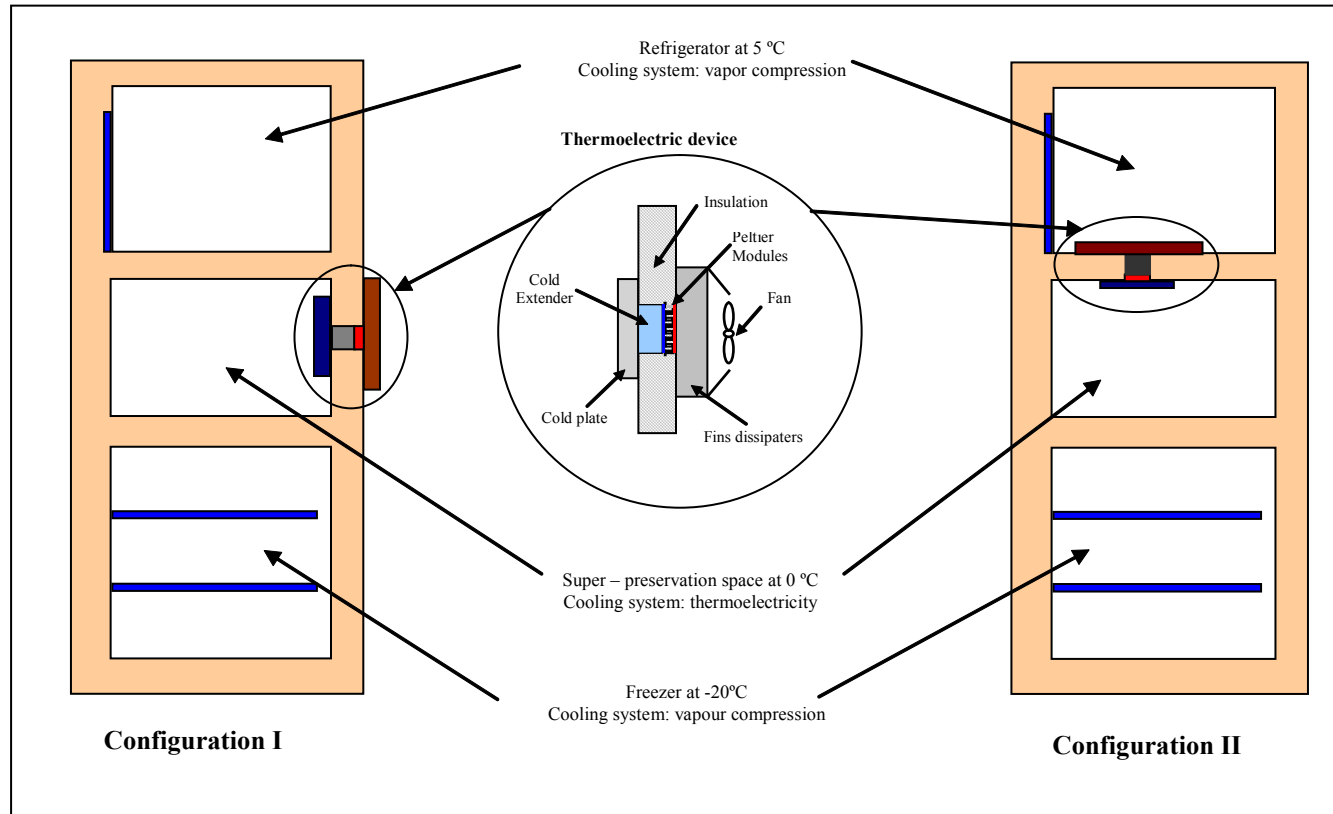 Refrigerator at 5 ºC
Cooling system: vapor compression
Thermoelectric device
Insulation
Peltier
Modules
Cold
Extender
Fan
Cold plate
Fins dissipaters
Super – preservation space at 0 ºC
Cooling system: thermoelectricity
Freezer at -20ºC
Cooling system: vapour compression
Configuration I
Configuration II